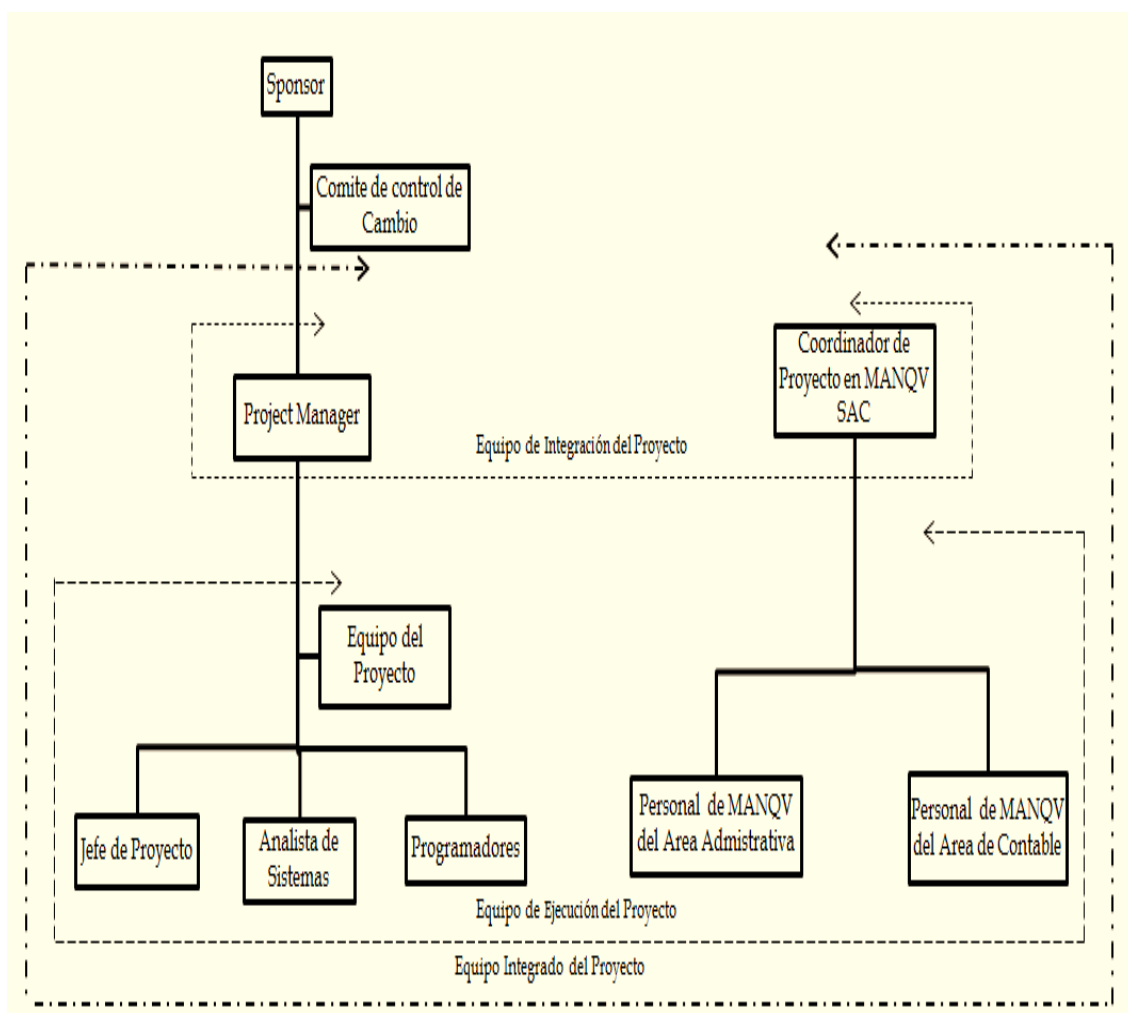 Sponsor
Comite de control de
Cambio
Coordinador de
Proyecto en MANQV
SAC
Project Manager
Equipo de Integración del Proyecto
Equipo del
Proyecto
Jefe de Proyecto
Analista de
Sistemas
Programadores
Personal de MANQV
del Area Admistrativa
Personal de MANQV
del Area de Contable
Equipo de Ejecución del Proyecto
Equipo Integrado del Proyecto